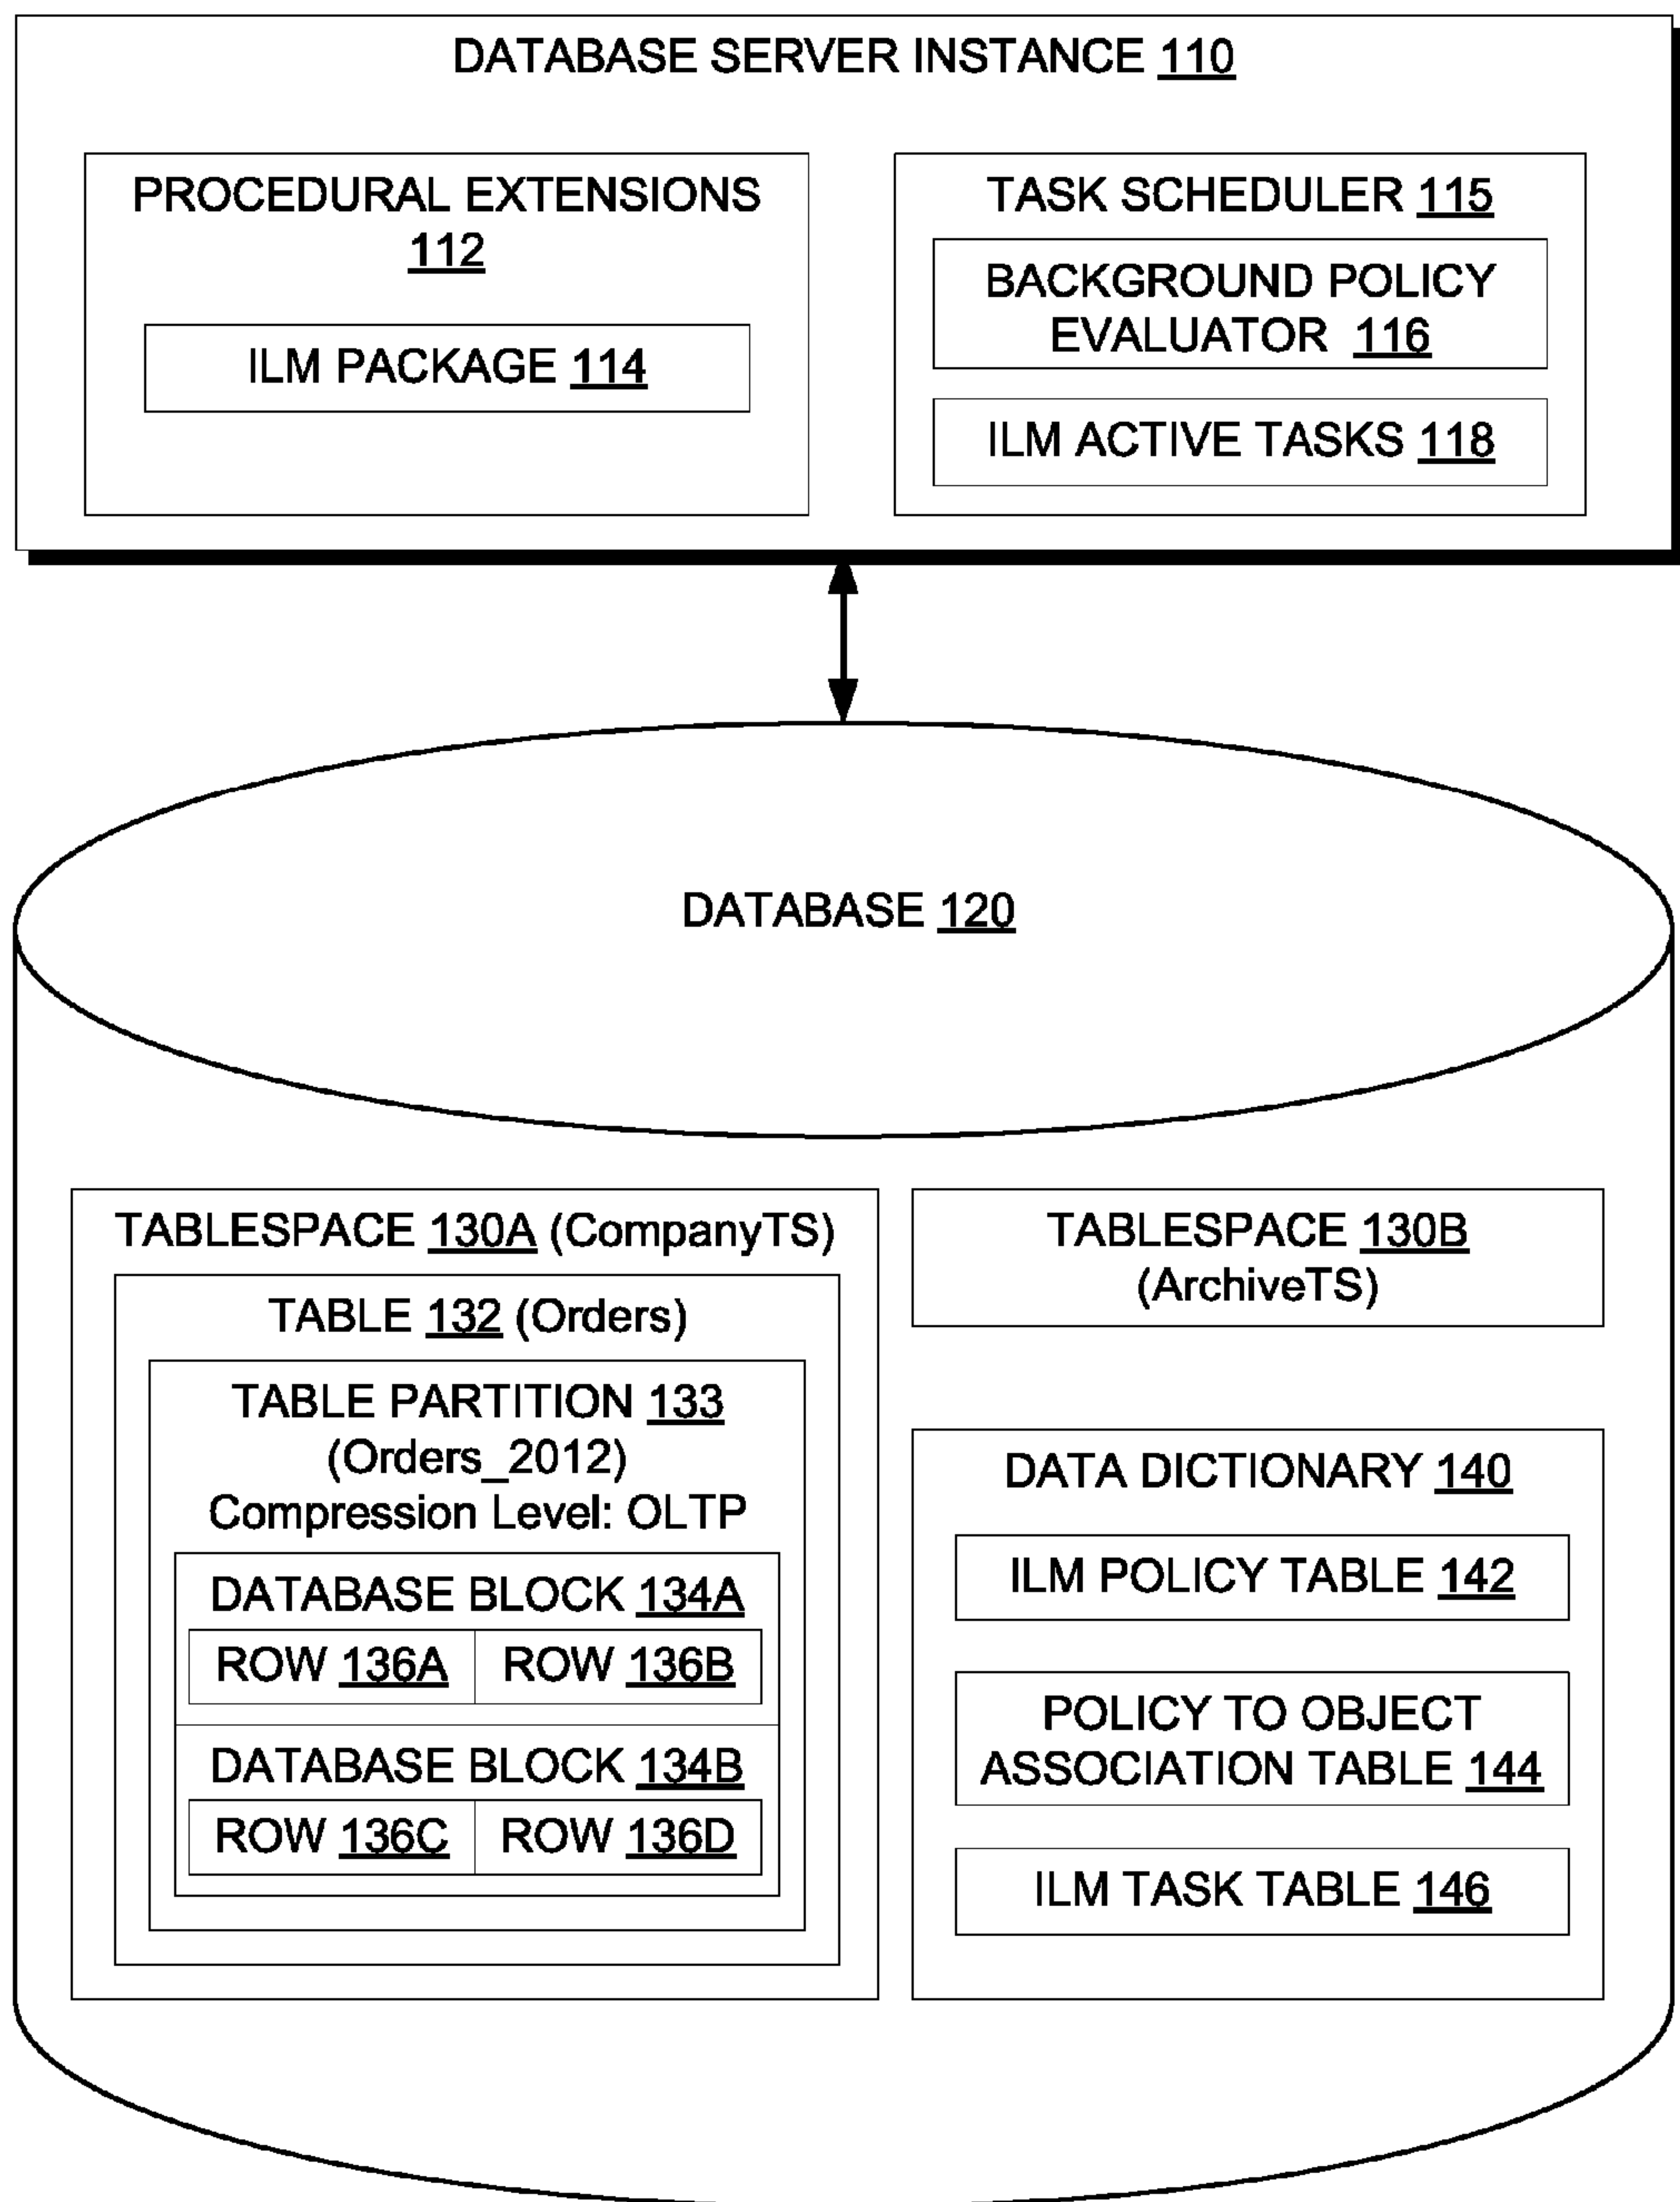 DATABASE SERVER INSTANCE 110
PROCEDURAL EXTENSIONS
112
ILM PACKAGE 114
TASK SCHEDULER 115
BACKGROUND POLICY
EVALUATOR 116
ILM ACTIVE TASKS 118
DATABASE 120
TABLESPACE 130A (CompanyTS)
TABLE 132 (Orders)
TABLE PARTITION 133
(Orders_2012)
Compression Level: OLTP
DATABASE BLOCK 134A
ROW 136A ROW 136B
DATABASE BLOCK 134B
ROW 136C ROW 136D
TABLESPACE 130B
(ArchiveTS)
DATA DICTIONARY 140
ILM POLICY TABLE 142
POLICY TO OBJECT
ASSOCIATION TABLE 144
ILM TASK TABLE 146